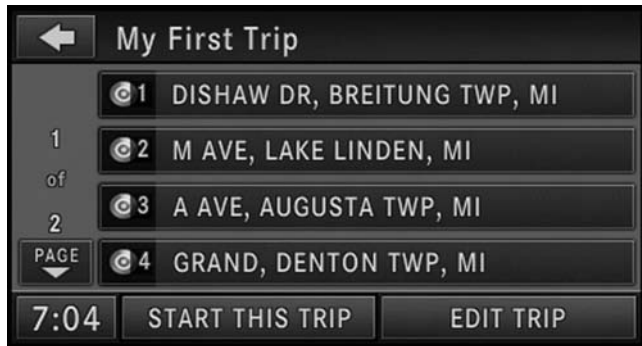 My First Trip
1 DISHAW DR, BREITUNG TWP, MI
2 M AVE, LAKE LINDEN, MI
3 A AVE, AUGUSTA TWP, MI
4 GRAND, DENTON TWP, MI
1
of
2
PAGE
7:04 START THIS TRIP EDIT TRIP